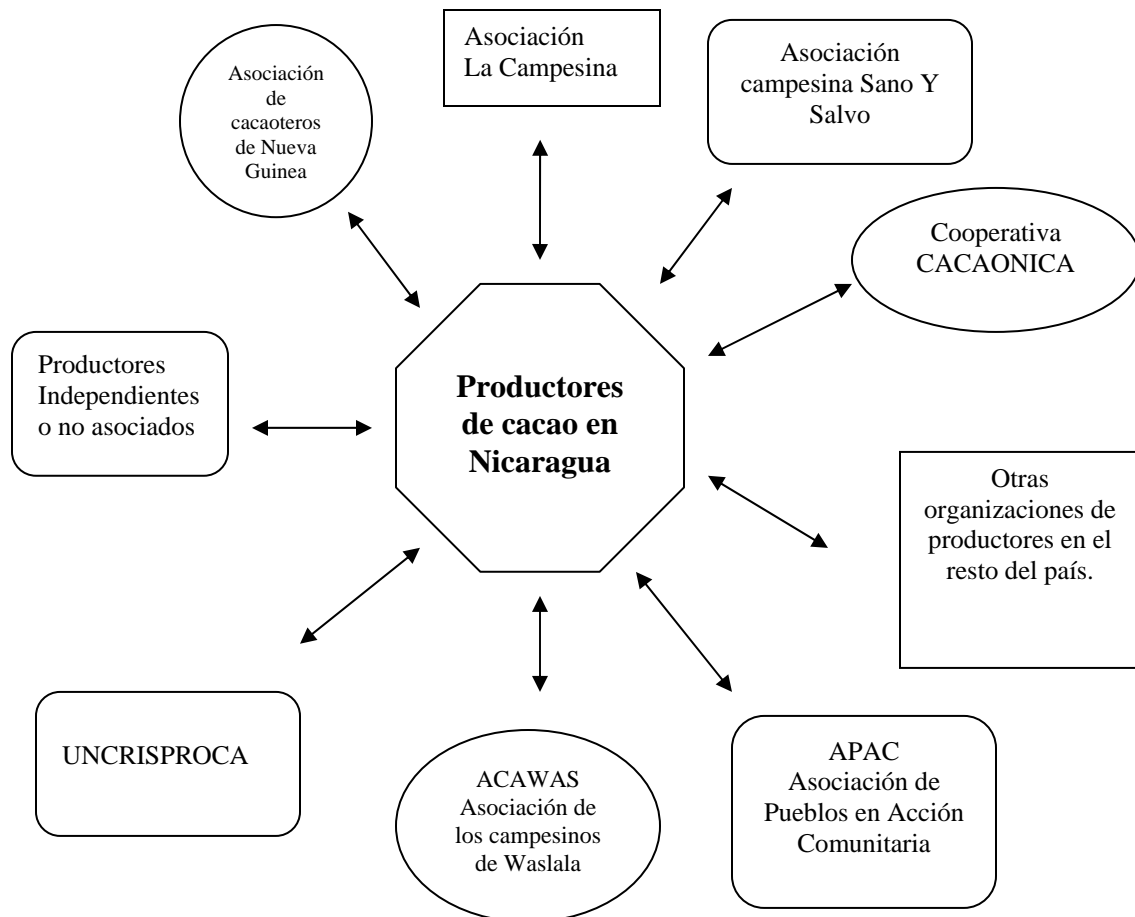 Asociación
La Campesina
Asociación
campesina Sano Y
Salvo
Asociación
de
cacaoteros
de Nueva
Guinea
Cooperativa
CACAONICA
Productores
Independientes
o no asociados
Productores
de cacao en
Nicaragua
Otras
organizaciones de
productores en el
resto del país.
UNCRISPROCA
ACAWAS
Asociación de
los campesinos
de Waslala
APAC
Asociación de
Pueblos en Acción
Comunitaria